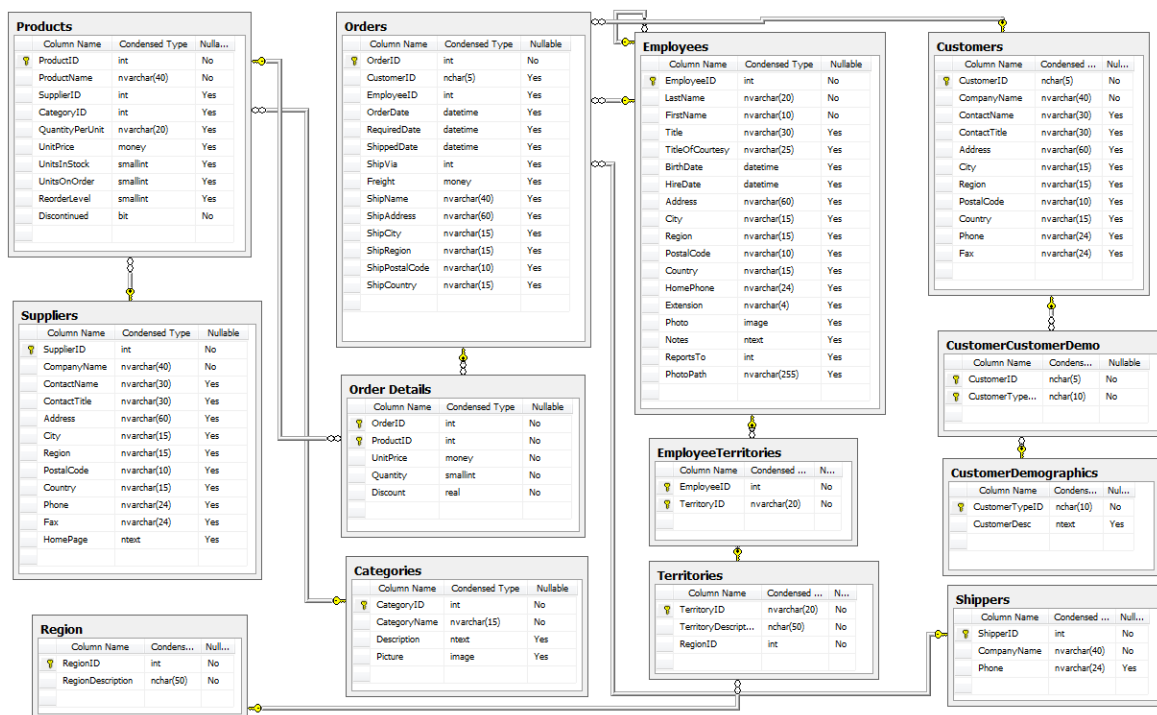 Products
Column Name Condensed Type Nulla...
ProductID int No
ProductName nvarchar(40) No
SupplierID int Yes
CategoryID int Yes
QuantityPerUnit nvarchar(20) Yes
UnitPrice money Yes
UnitsInStock smallint Yes
UnitsOnOrder smallint Yes
ReorderLevel smallint Yes
Discontinued bit No
Orders
Column Name Condensed Type Nullable
OrderID int No
CustomerID nchar(5) Yes
EmployeeID int Yes
OrderDate datetime Yes
RequiredDate datetime Yes
ShippedDate datetime Yes
ShipVia int Yes
Freight money Yes
ShipName nvarchar(40) Yes
ShipAddress nvarchar(60) Yes
ShipCity nvarchar(15) Yes
ShipRegion nvarchar(15) Yes
ShipPostalCode nvarchar(10) Yes
ShipCountry nvarchar(15) Yes
Employees
Column Name Condensed Type Nullable
EmployeeID int No
LastName nvarchar(20) No
FirstName nvarchar(10) No
Title nvarchar(30) Yes
TitleOfCourtesy nvarchar(25) Yes
BirthDate datetime Yes
HireDate datetime Yes
Address nvarchar(60) Yes
City nvarchar(15) Yes
Region nvarchar(15) Yes
PostalCode nvarchar(10) Yes
Country nvarchar(15) Yes
HomePhone nvarchar(24) Yes
Extension nvarchar(4) Yes
Photo image Yes
Notes ntext Yes
ReportsTo int Yes
PhotoPath nvarchar(255) Yes
Customers
Column Name Condensed ... Nul...
CustomerID nchar(5) No
CompanyName nvarchar(40) No
ContactName nvarchar(30) Yes
ContactTitle nvarchar(30) Yes
Address nvarchar(60) Yes
City nvarchar(15) Yes
Region nvarchar(15) Yes
PostalCode nvarchar(10) Yes
Country nvarchar(15) Yes
Phone nvarchar(24) Yes
Fax nvarchar(24) Yes
Suppliers
Column Name Condensed Type Nullable
SupplierID int No
CompanyName nvarchar(40) No
ContactName nvarchar(30) Yes
ContactTitle nvarchar(30) Yes
Address nvarchar(60) Yes
City nvarchar(15) Yes
Region nvarchar(15) Yes
PostalCode nvarchar(10) Yes
Country nvarchar(15) Yes
Phone nvarchar(24) Yes
Fax nvarchar(24) Yes
HomePage ntext Yes
Order Details
Column Name Condensed Type Nullable
OrderID int No
ProductID int No
UnitPrice money No
Quantity smallint No
Discount real No
CustomerCustomerDemo
Column Name Condens... Nullable
CustomerID nchar(5) No
CustomerType... nchar(10) No
EmployeeTerritories
Column Name Condensed ... N...
EmployeeID int No
TerritoryID nvarchar(20) No
CustomerDemographics
Column Name Condens... Nul...
CustomerTypeID nchar(10) No
CustomerDesc ntext Yes
Categories
Column Name Condensed Type Nullable
CategoryID int No
CategoryName nvarchar(15) No
Description ntext Yes
Picture image Yes
Territories
Column Name Condensed ... N...
TerritoryID nvarchar(20) No
TerritoryDescript... nchar(50) No
RegionID int No
Shippers
Column Name Condensed ... Null...
ShipperID int No
CompanyName nvarchar(40) No
Phone nvarchar(24) Yes
Region
Column Name Condens... Null...
RegionID int No
RegionDescription nchar(50) No